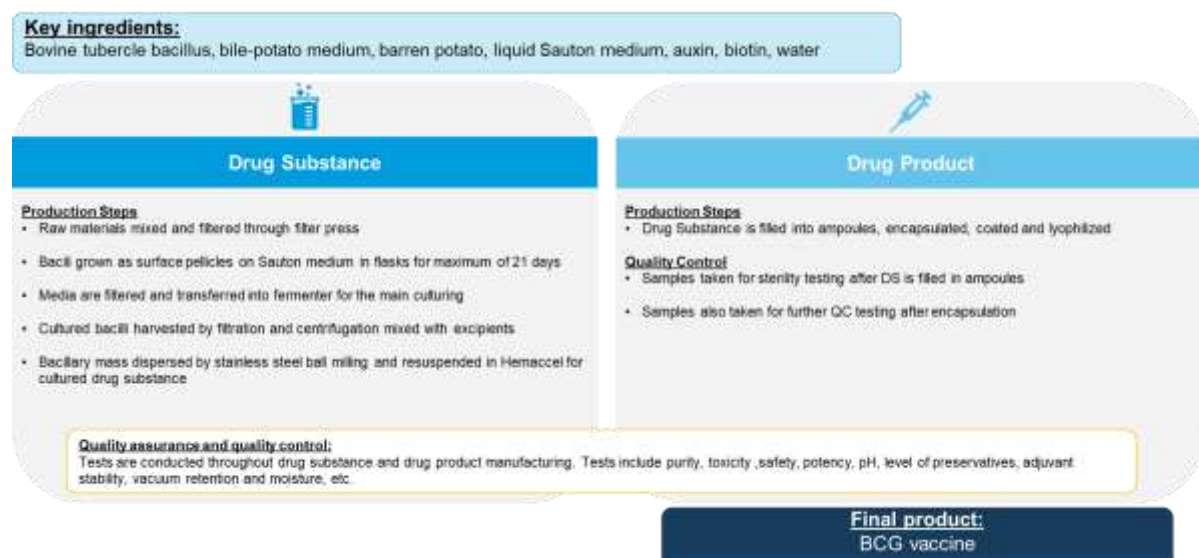 Key ingredients:
Bovine tubercle bacillus, bile-potato medium, barren potato, liquid Sauton medium, auxin, biotin, water
Drug Substance
Production Steps
• Raw materials mixed and filtered through filter press
• Bacili grown as surface pellicles on Sauton medium in flasks for maximum of 21 days
• Media are filtered and transferred into fermenter for the main culturing
• Cultured bacilli harvested by filtration and centrifugation mixed with excipients
• Bacillary mass dispersed by stainless steel ball milling and resuspended in Hemaccel for
cultured drug substance
Drug Product
Production Steps
• Drug Substance is filled into ampoules, encapsulated, coated and lyophilized
Quality Control
• Samples taken for sterility testing after DS is filled in ampoules
• Samples also taken for further QC testing after encapsulation
Quality assurance and quality control:
Tests are conducted throughout drug substance and drug product manufacturing. Tests include purity, toxicity ,safety, potency, pH, level of preservatives, adjuvant
stability, vacuum retention and moisture, etc.
Final product:
BCG vaccine